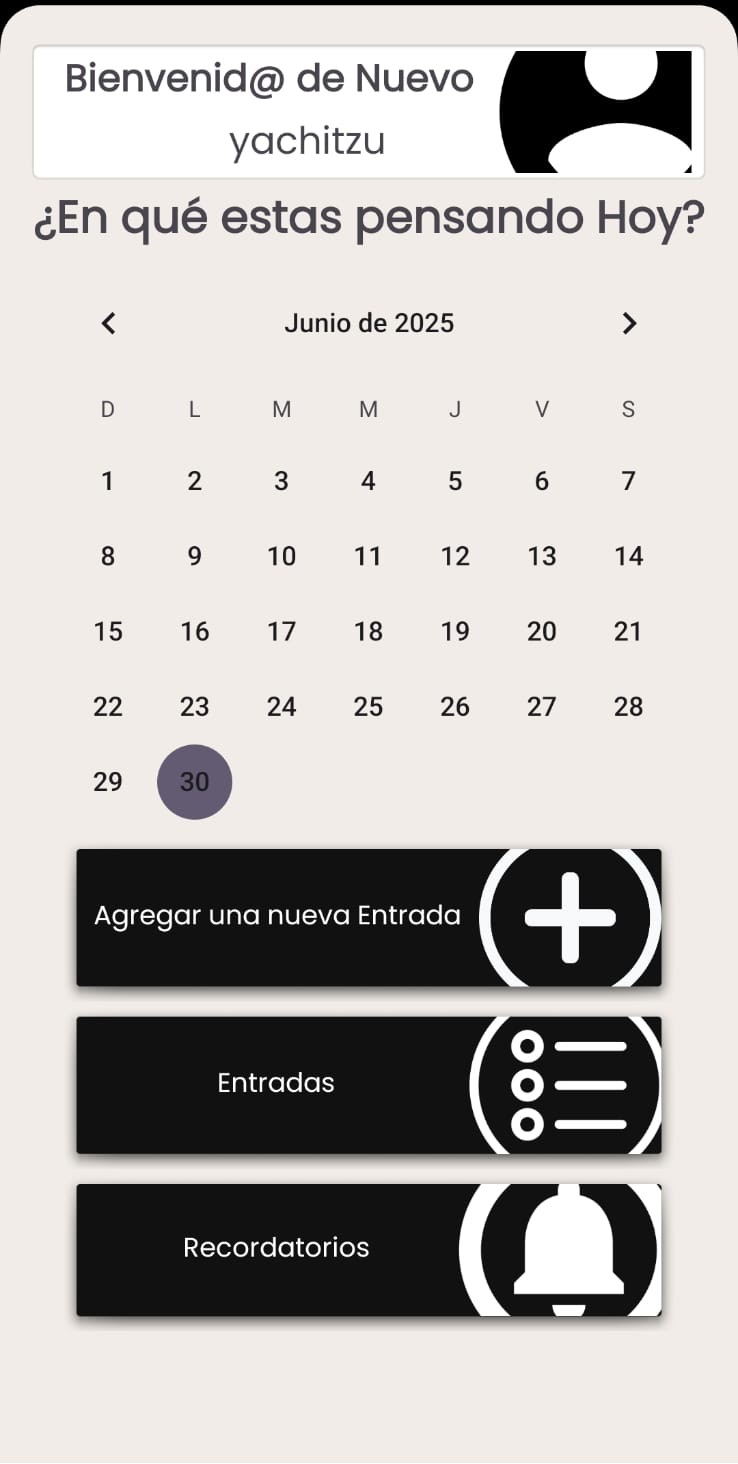 Bienvenid@ de Nuevo
yachitzu
¿En qué estas pensando Hoy?
Junio de 2025
D L M M J V S
1 2 3 4 5 6 7
8 9 10 11 12 13 14
15 16 17 18 19 20 21
22 23 24 25 26 27 28
29 30
Agregar una nueva Entrada
Entradas
Recordatorios